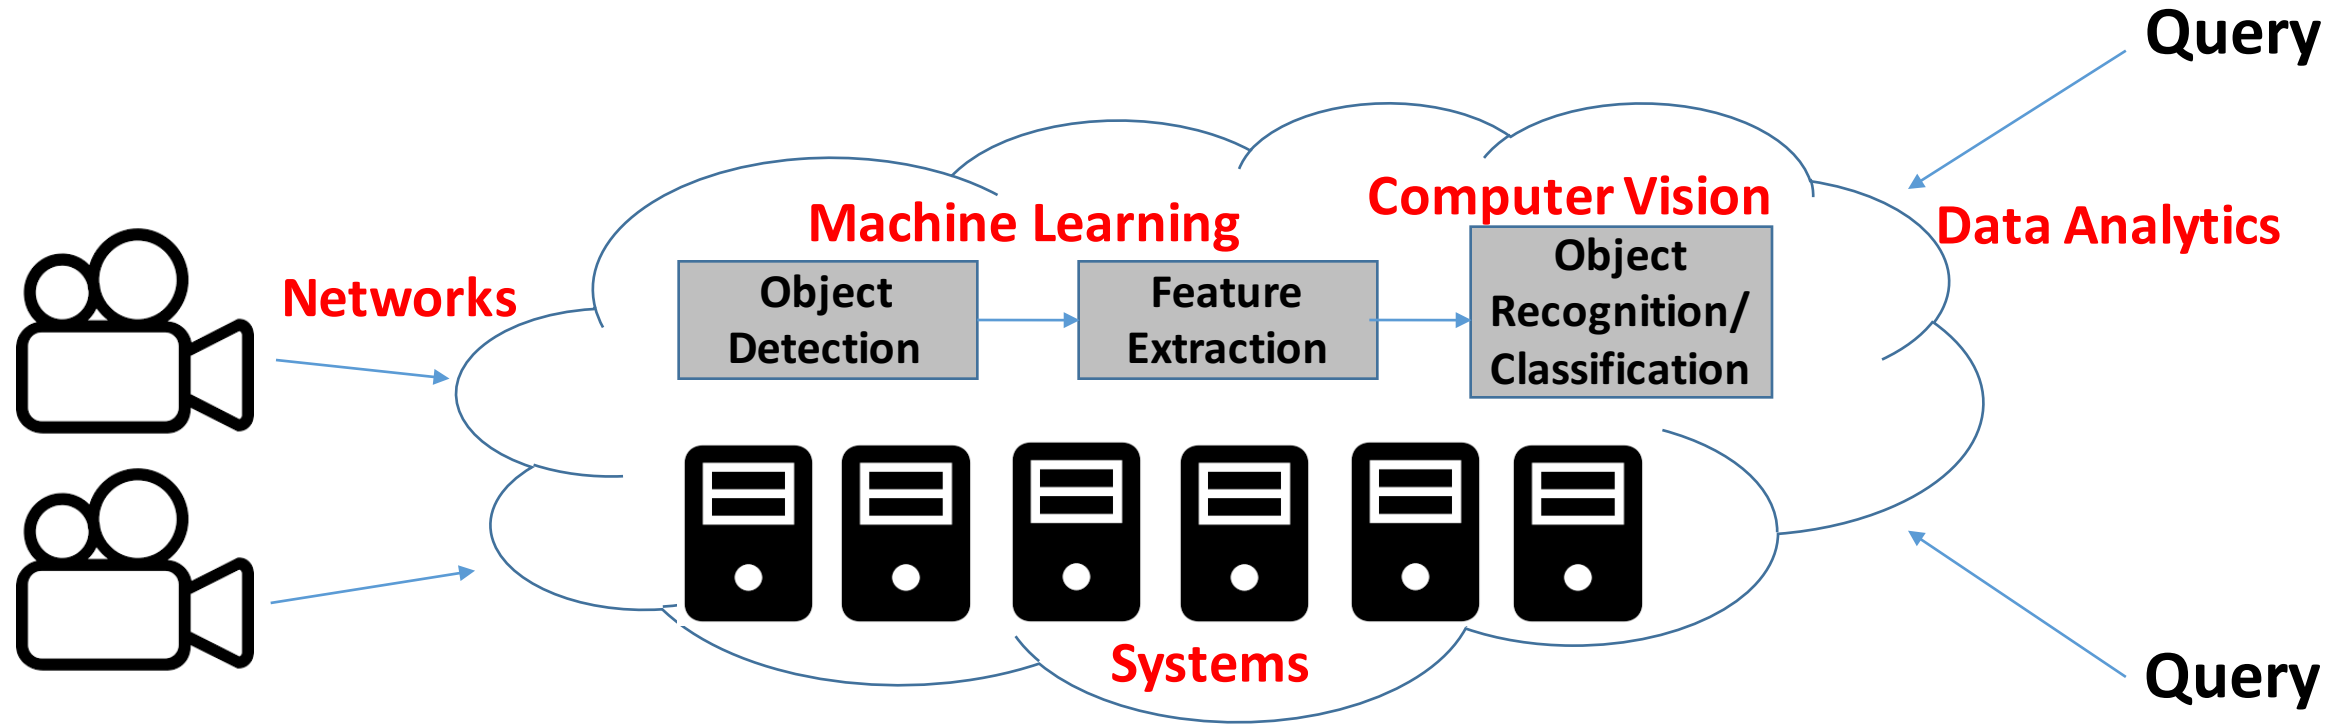 Query
Computer Vision
Machine Learning
Data Analytics
Networks
Object
Detection
Feature
Extraction
Object
Recognition/
Classification
Systems
Query